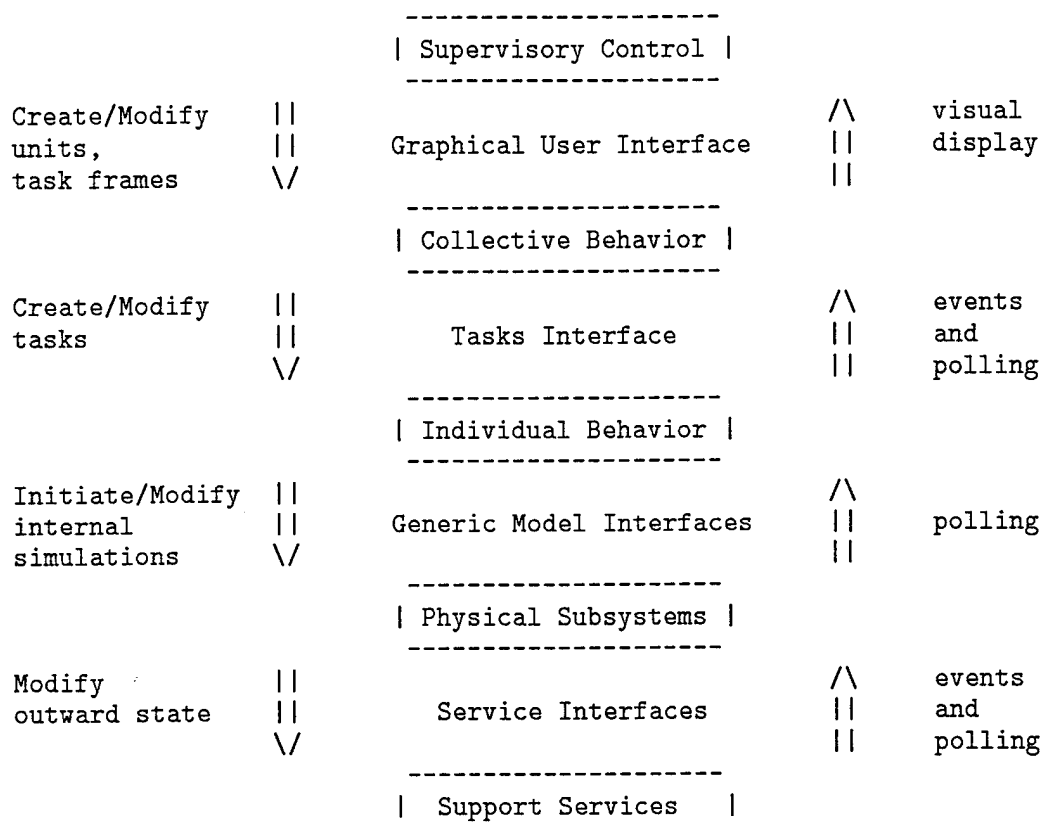 ---------------------
| Supervisory Control |
---------------------
Create/Modify || /\ visual
units, || Graphical User Interface || display
task frames \/ ||
---------------------
| Collective Behavior |
---------------------
Create/Modify || /\ events
tasks || Tasks Interface || and
\/ || polling
---------------------
| Individual Behavior |
---------------------
Initiate/Modify || /\
internal || Generic Model Interfaces || polling
simulations \/ ||
---------------------
| Physical Subsystems |
---------------------
Modify || /\ events
outward state || Service Interfaces || and
\/ || polling
---------------------
| Support Services |